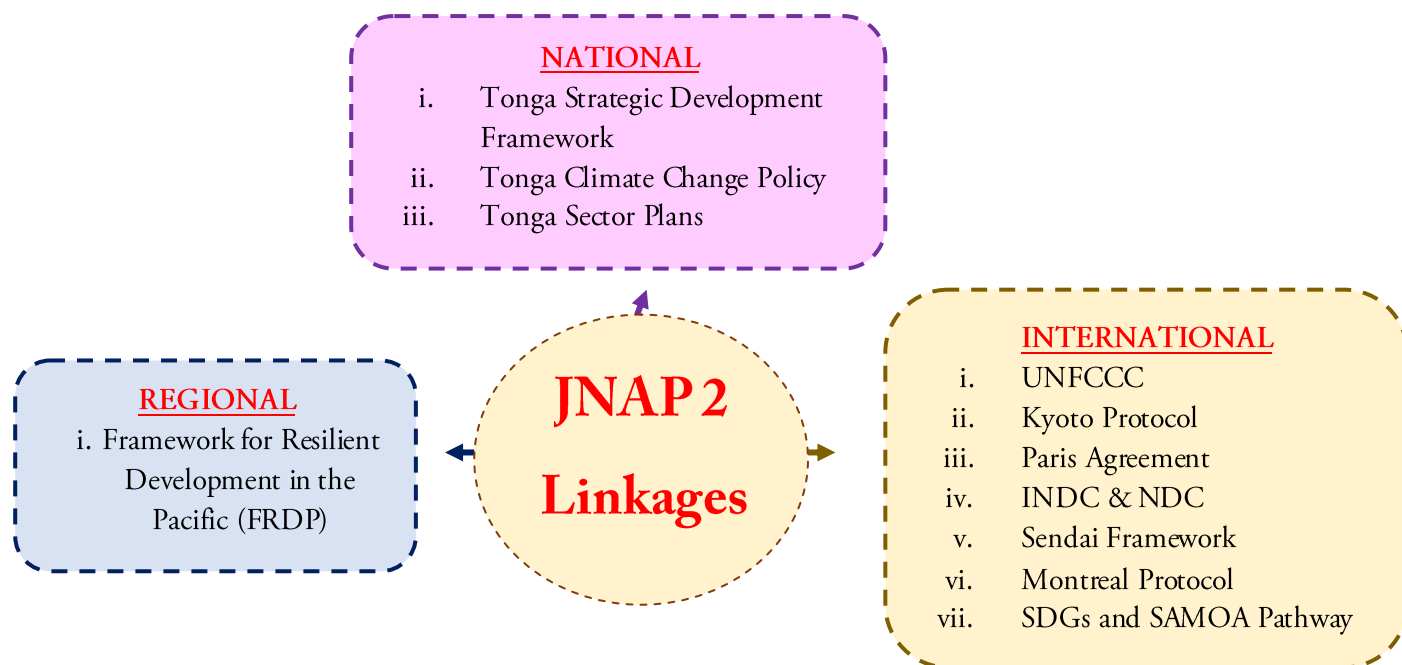 NATIONAL
i. Tonga Strategic Development
Framework
ii. Tonga Climate Change Policy
iii. Tonga Sector Plans
REGIONAL
i. Framework for Resilient
Development in the
Pacific (FRDP)
JNAP 2
Linkages
INTERNATIONAL
i. UNFCCC
ii. Kyoto Protocol
iii. Paris Agreement
iv. INDC & NDC
v. Sendai Framework
vi. Montreal Protocol
vii. SDGs and SAMOA Pathway